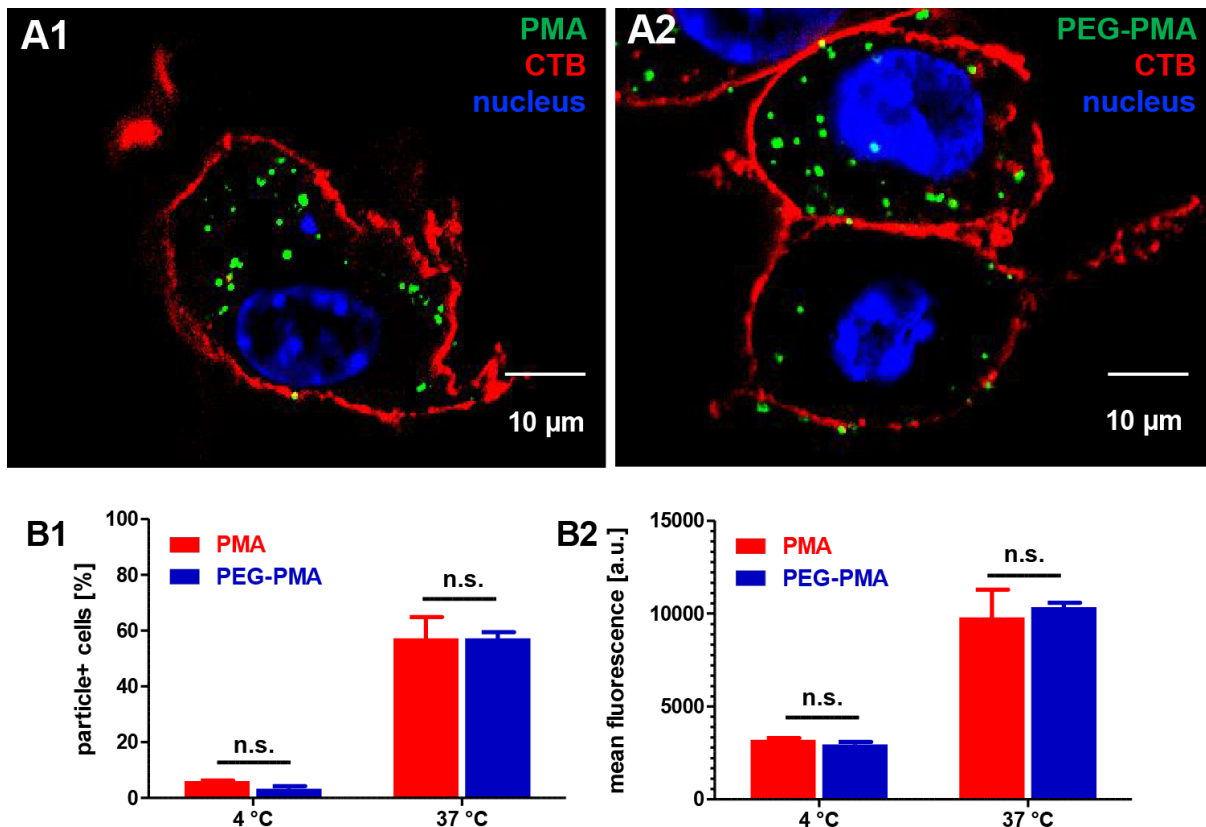 A1
PMA
CTB
nucleus
10 µm
A2
PEG-PMA
CTB
nucleus
10 µm
B1
particle+ cells [%]
100
80
60
40
20
0
PMA
PEG-PMA
n.s.
n.s.
4 °C
37 °C
B2
mean fluorescence [a.u.]
15000
10000
5000
0
PMA
PEG-PMA
n.s.
n.s.
4 °C
37 °C